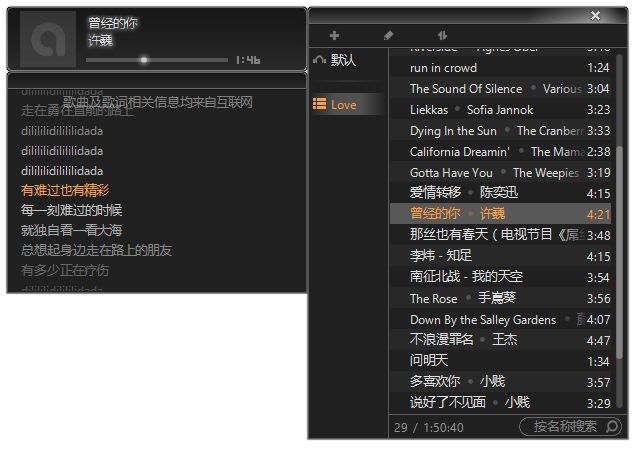 曾经的你
许巍
1:46
歌曲及歌词相关信息均来自互联网
走在勇往直前的路上
dilililidililililidada
dilililidililililidada
dilililidililililidada
有难过也有精彩
每一刻难过的时候
就独自看一看大海
总想起身边走在路上的朋友
有多少正在疗伤
dilililidililililidada
默认
Love
run in crowd 1:24
The Sound Of Silence • Various 3:04
Liekkas • Sofia Jannok 3:23
Dying In the Sun • The Cranberr 3:33
California Dreamin' • The Mama 2:38
Gotta Have You • The Weepies 3:19
爱情转移 • 陈奕迅 4:15
曾经的你 • 许巍 4:21
那丝也有春天（电视节目《屌丝 3:48
李炜 - 知足 4:15
南征北战 - 我的天空 3:54
The Rose • 手嶌葵 3:56
Down By the Salley Gardens • 4:07
不浪漫罪名 • 王杰 4:47
问明天 1:34
多喜欢你 • 小贱 3:57
说好了不见面 • 小贱 3:29
29 / 1:50:40
按名称搜索